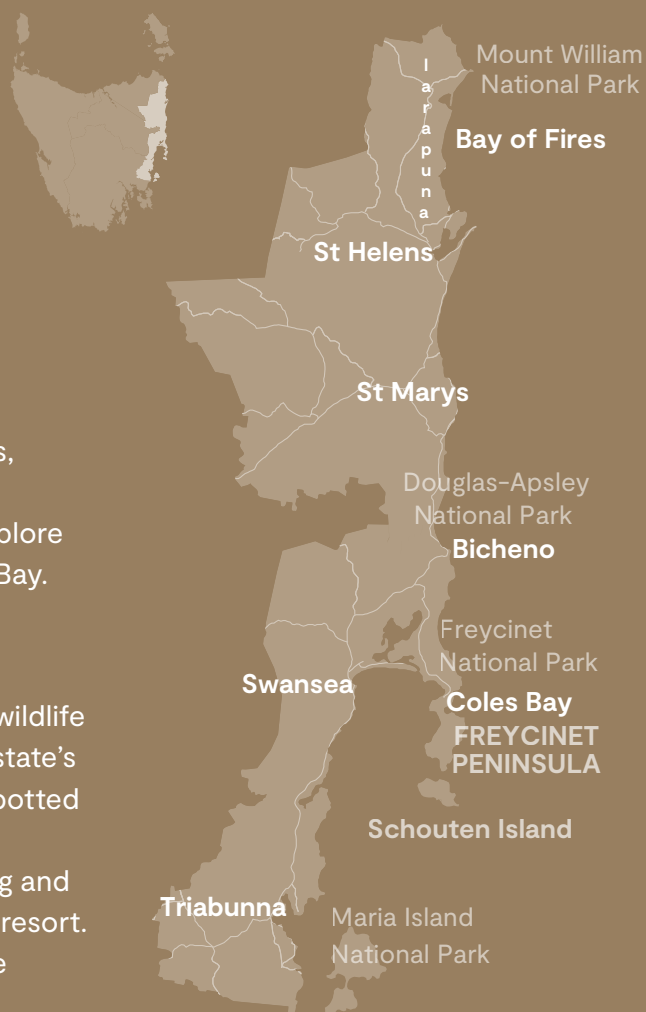 Mount William
National Park
larapuna
Bay of Fires
St Helens
St Marys
Douglas-Apsley
National Park
Bicheno
Freycinet
National Park
Swansea
Coles Bay
FREYCINET
PENINSULA
Schouten Island
Triabunna
Maria Island
National Park
s,
plore
Bay.
wildlife
state's
potted
g and
resort.
e